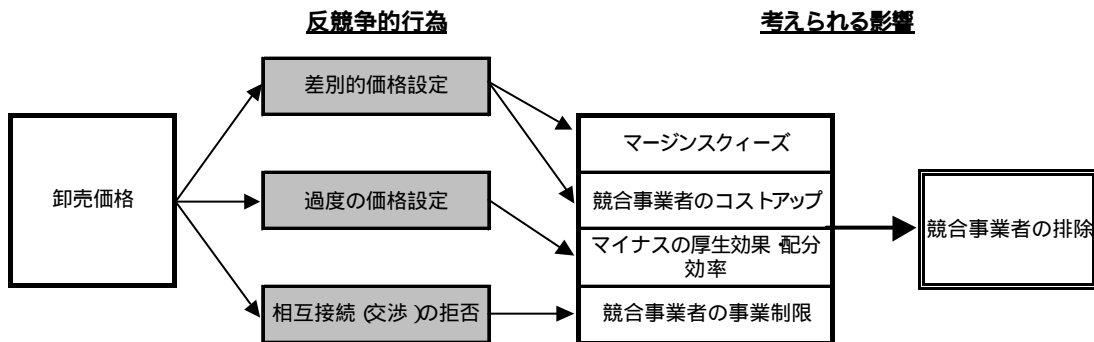 反競争的行為
考えられる影響
差別的価格設定
卸売価格
過度の価格設定
相互接続(交渉)の拒否
マージンスクィーズ
競合事業者のコストアップ
マイナスの厚生効果・配分
効率
競合事業者の事業制限
競合事業者の排除